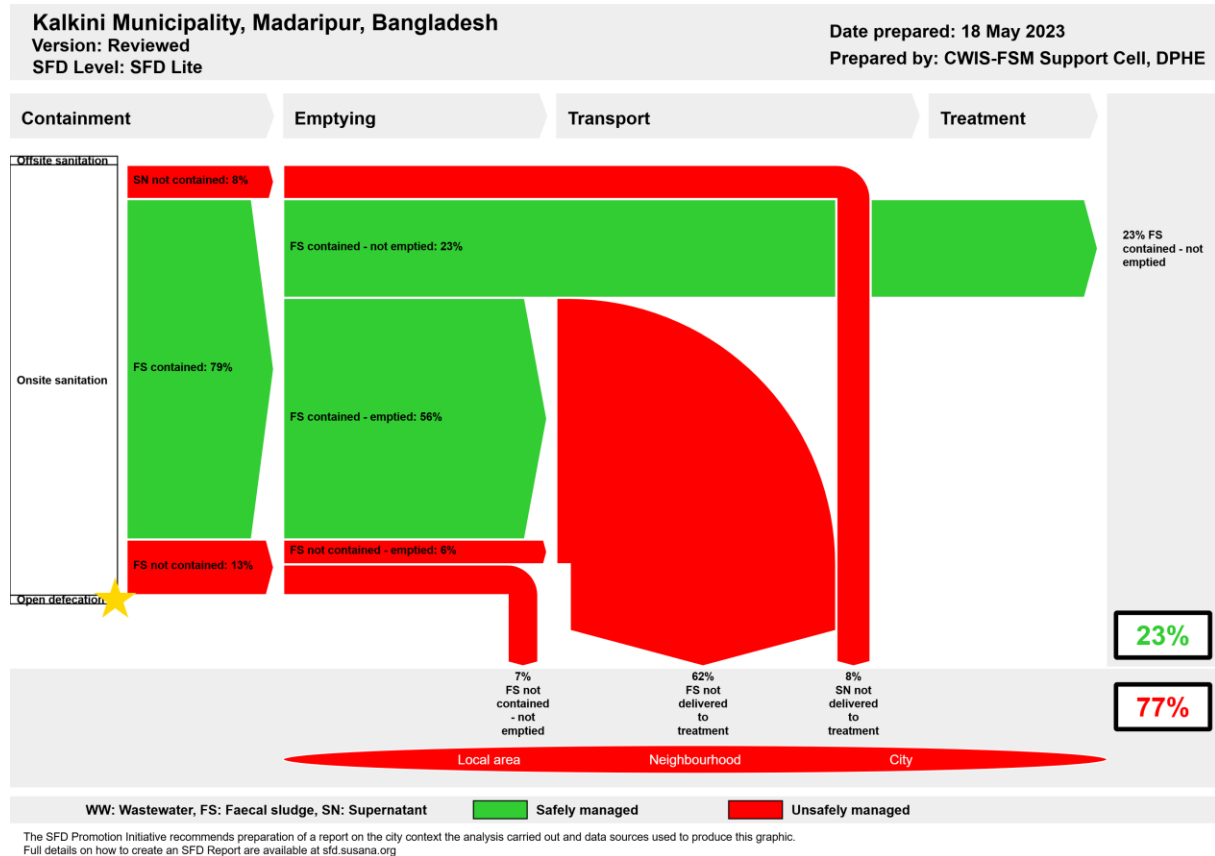 Kalkini Municipality, Madaripur, Bangladesh
Version: Reviewed
SFD Level: SFD Lite
Date prepared: 18 May 2023
Prepared by: CWIS-FSM Support Cell, DPHE
Containment
Emptying
Transport
Treatment
Offsite sanitation
SN not contained: 8%
FS contained - not emptied: 23%
23% FS
contained - not
emptied
FS contained: 79%
Onsite sanitation
FS contained - emptied: 56%
FS not contained - emptied: 6%
FS not contained: 13%
Open defecation
23%
77%
7%
FS not
contained
- not
emptied
62%
FS not
delivered
to
treatment
8%
SN not
delivered
to
treatment
Local area
Neighbourhood
City
WW: Wastewater, FS: Faecal sludge, SN: Supernatant
Safely managed
Unsafely managed
The SFD Promotion Initiative recommends preparation of a report on the city context the analysis carried out and data sources used to produce this graphic.
Full details on how to create an SFD Report are available at sfd.susana.org